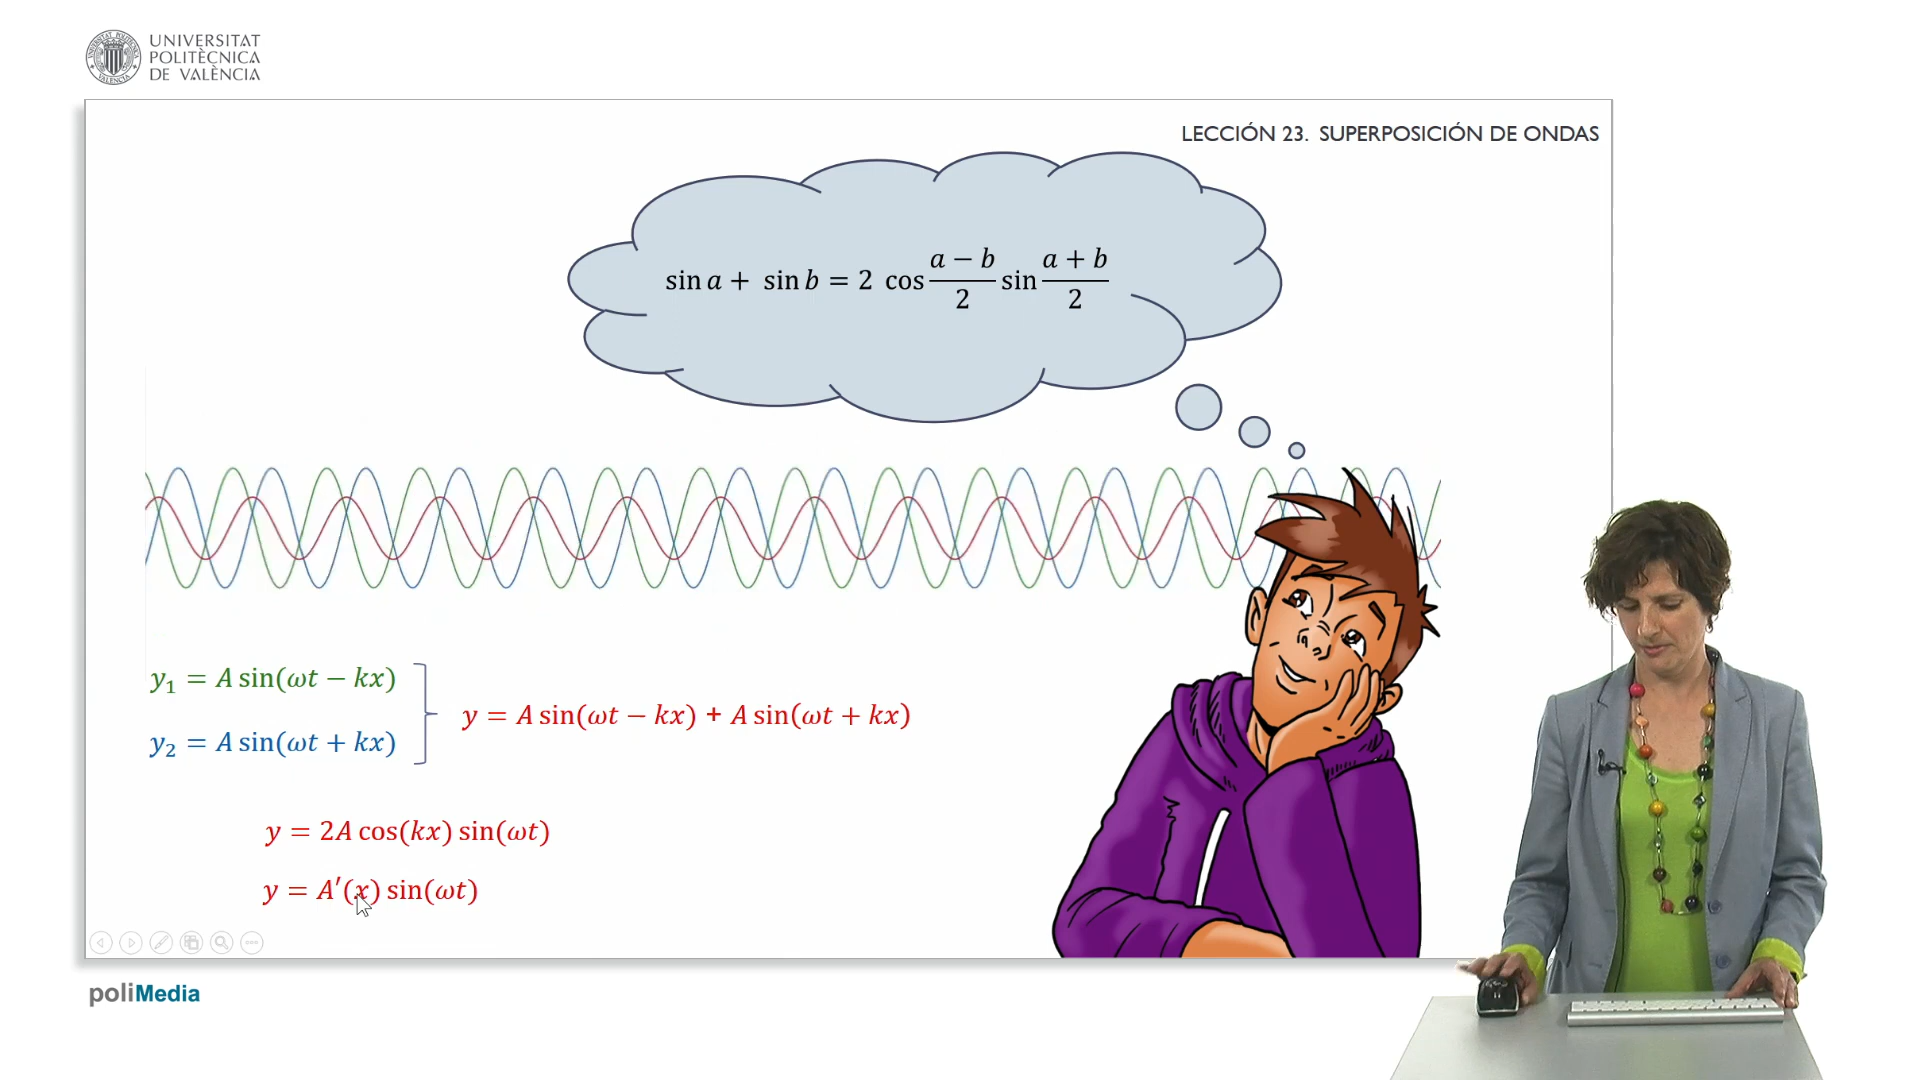 UNIVERSITAT
POLITÈCNICA
DE VALÈNCIA
LECCIÓN 23. SUPERPOSICIÓN DE ONDAS
sin a + sin b = 2 cos \frac{a − b}{2} sin \frac{a + b}{2}
y₁ = A sin(ωt − kx)
y₂ = A sin(ωt + kx)
y = A sin(ωt − kx) + A sin(ωt + kx)
y = 2A cos(kx) sin(ωt)
y = A′(x) sin(ωt)
poliMedia